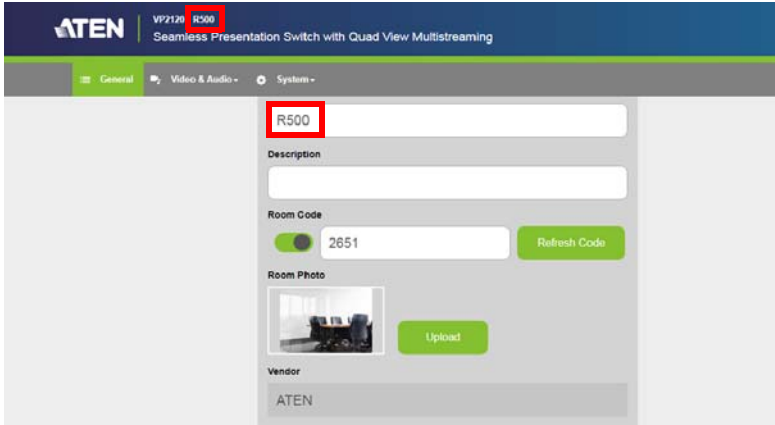 ATEN
VP2120 R500
Seamless Presentation Switch with Quad View Multistreaming
General Video & Audio System
R500
Description
Room Code
2651 Refresh Code
Room Photo
Upload
Vendor
ATEN